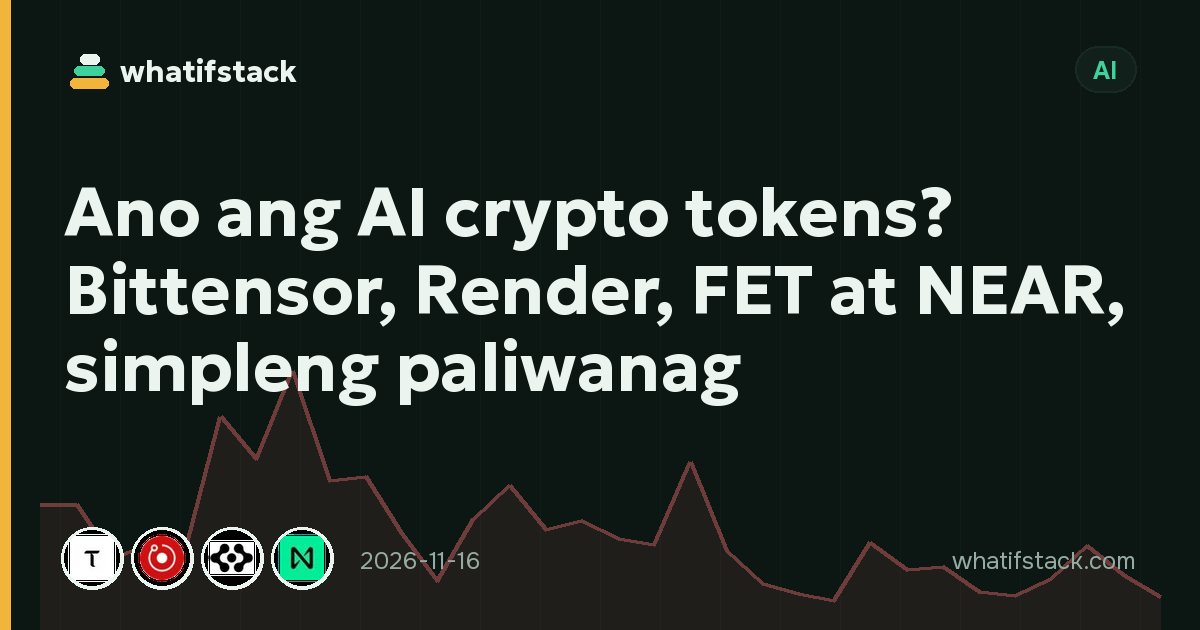 whatifstack
AI
Ano ang AI crypto tokens?
Bittensor, Render, FET at NEAR,
simpleng paliwanag
τ
2026-11-16
whatifstack.com